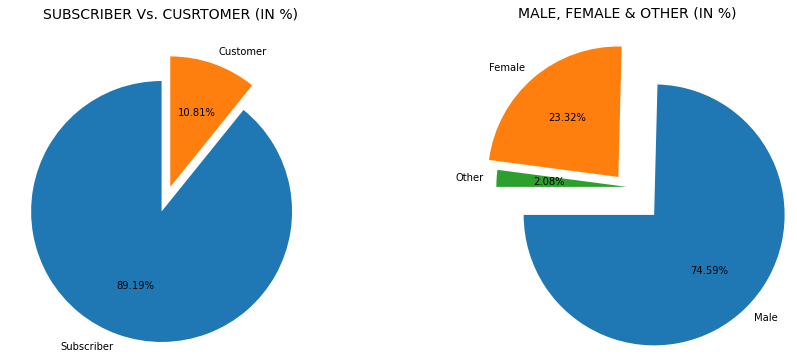 SUBSCRIBER Vs. CUSRTOMER (IN %)
Customer
10.81%
89.19%
Subscriber
MALE, FEMALE & OTHER (IN %)
Female
23.32%
Other
2.08%
74.59%
Male